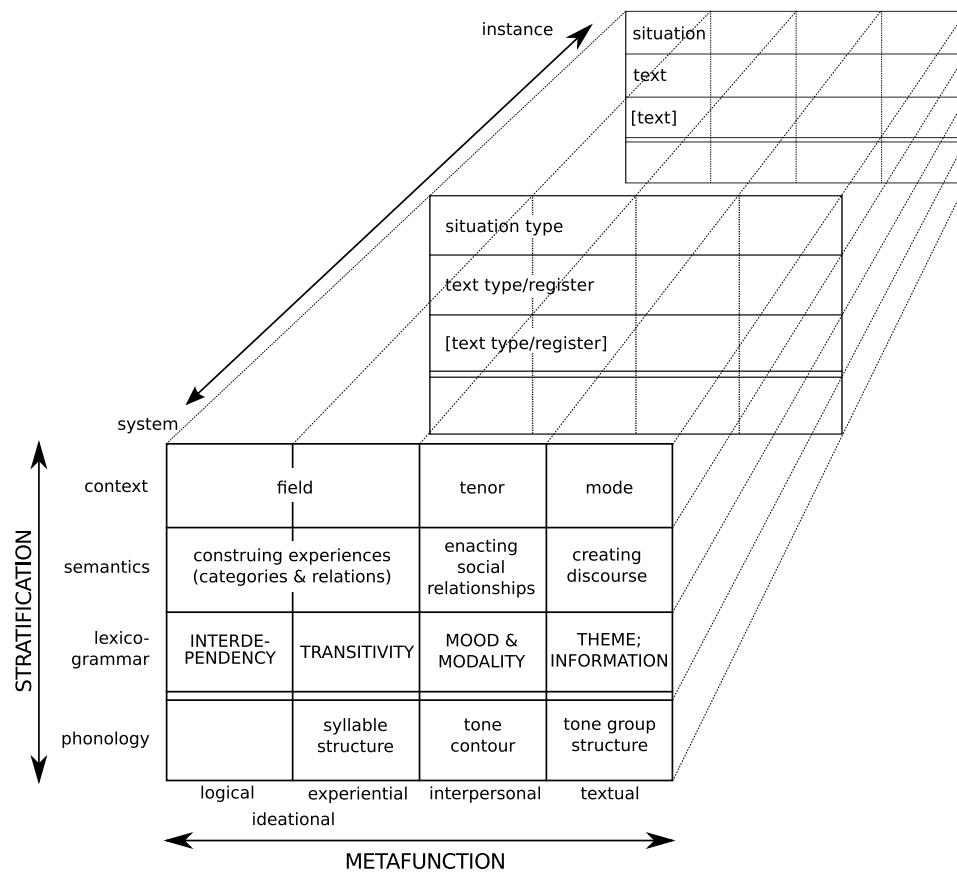 instance
situation
text
[text]
situation type
text type/register
[text type/register]
system
context
field
tenor
mode
semantics
construing experiences
(categories & relations)
enacting
social
relationships
creating
discourse
lexico-
grammar
INTERDE-
PENDENCY
TRANSITIVITY
MOOD &
MODALITY
THEME;
INFORMATION
phonology
syllable
structure
tone
contour
tone group
structure
STRATIFICATION
logical
experiential
interpersonal
textual
ideational
METAFUNCTION